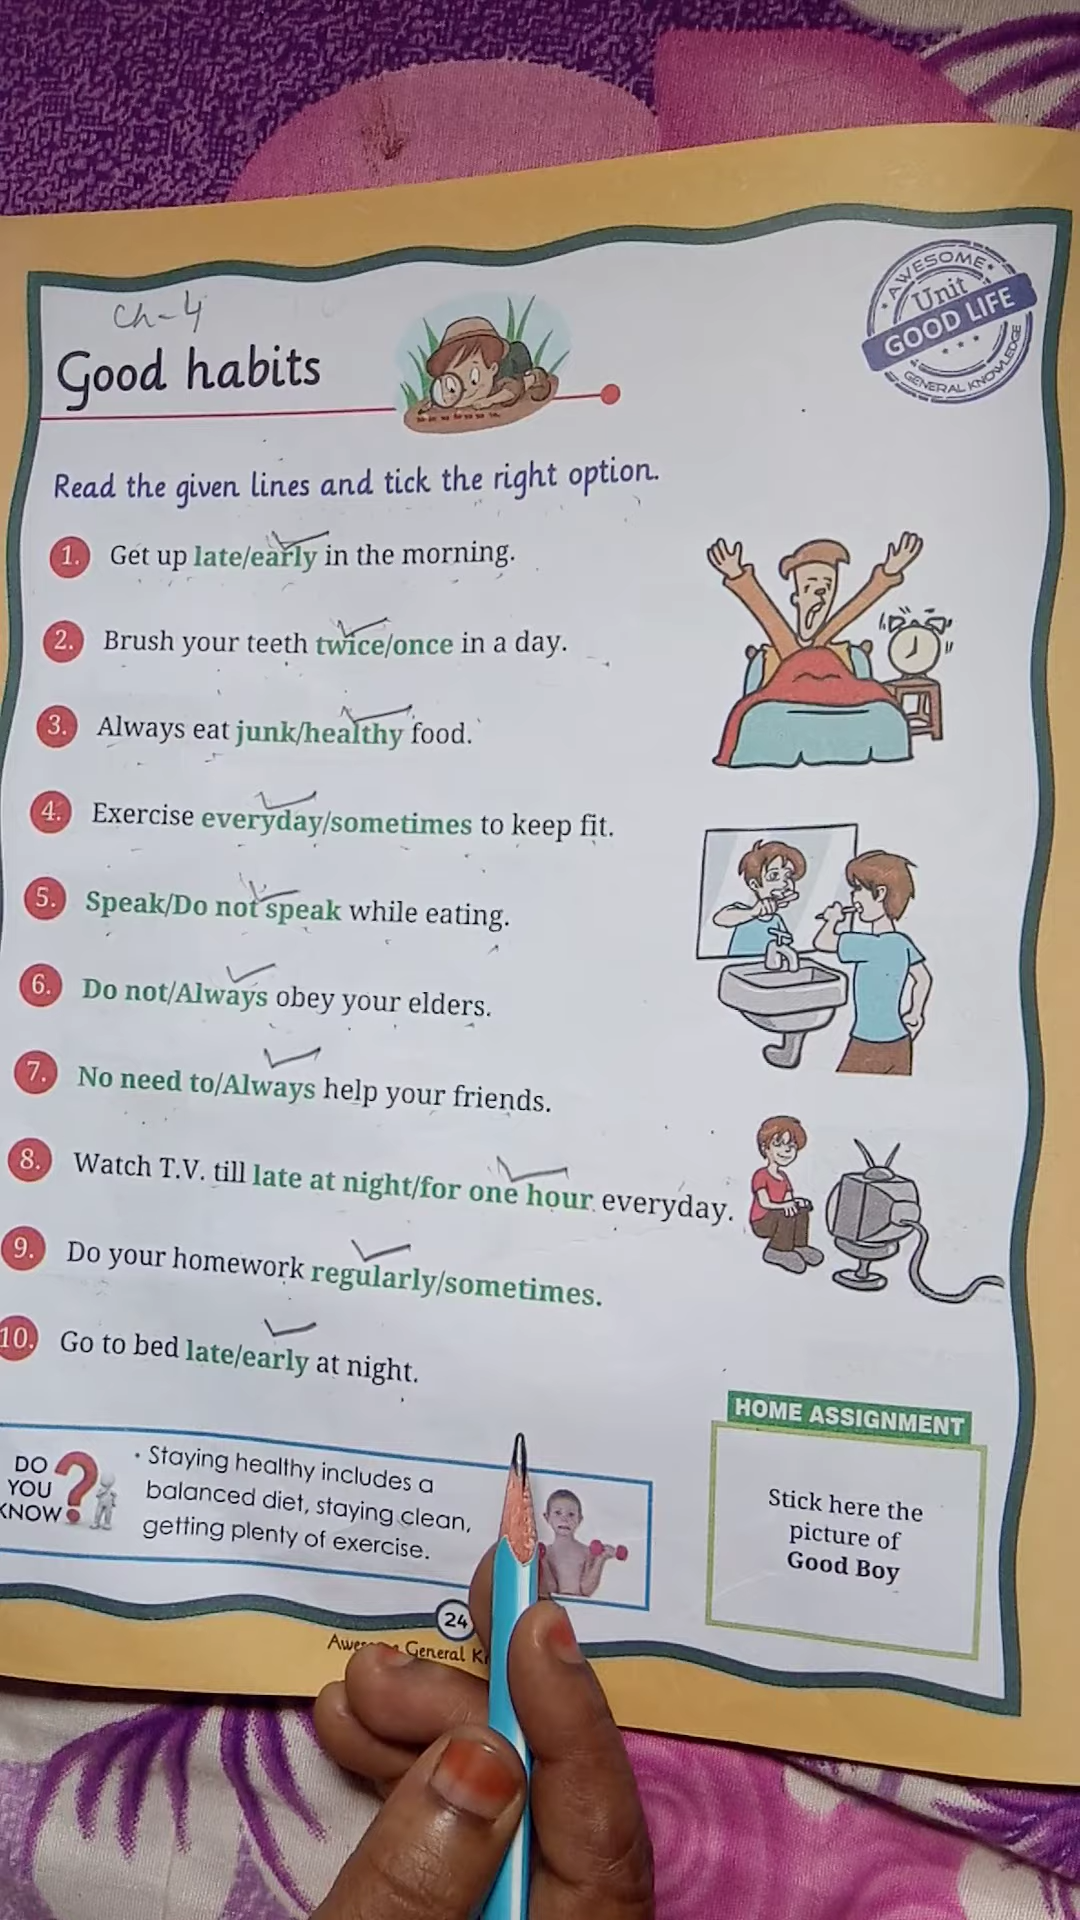 Ch-4
Good habits
AWESOME
Unit
GOOD LIFE
GENERAL KNOWLEDGE
Read the given lines and tick the right option.
1. Get up late/early in the morning.
2. Brush your teeth twice/once in a day.
3. Always eat junk/healthy food.
4. Exercise everyday/sometimes to keep fit.
5. Speak/Do not speak while eating.
6. Do not/Always obey your elders.
7. No need to/Always help your friends.
8. Watch T.V. till late at night/for one hour everyday.
9. Do your homework regularly/sometimes.
10. Go to bed late/early at night.
DO
YOU
KNOW?
• Staying healthy includes a
balanced diet, staying clean,
getting plenty of exercise.
HOME ASSIGNMENT
Stick here the
picture of
Good Boy
24
General